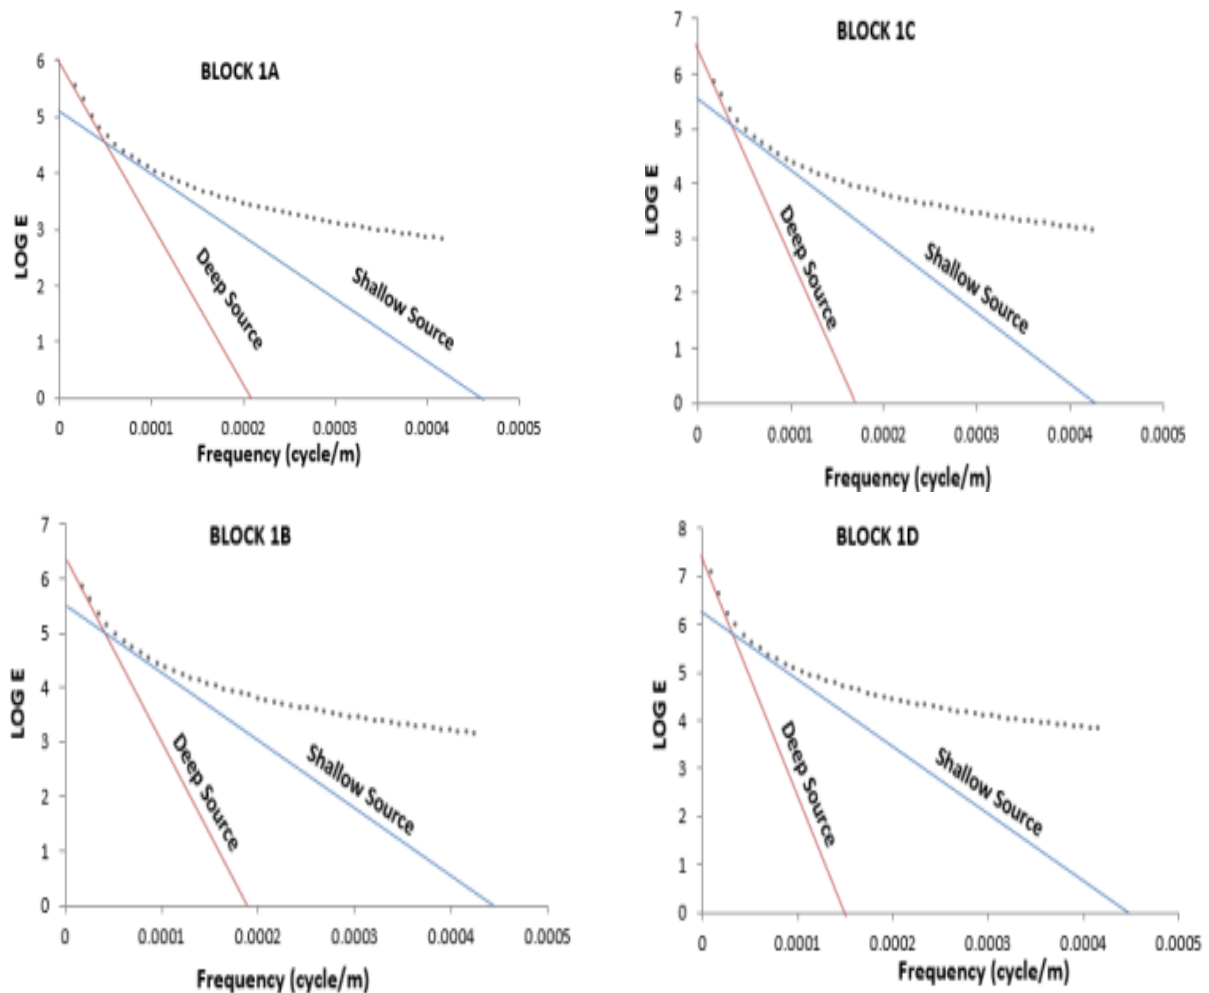 BLOCK 1A
6
5
4
3
2
1
0
LOG E
Deep Source
Shallow Source
0 0.0001 0.0002 0.0003 0.0004 0.0005
Frequency (cycle/m)
BLOCK 1C
7
6
5
4
3
2
1
0
LOG E
Deep Source
Shallow Source
0 0.0001 0.0002 0.0003 0.0004 0.0005
Frequency (cycle/m)
BLOCK 1B
7
6
5
4
3
2
1
0
LOG E
Deep Source
Shallow Source
0 0.0001 0.0002 0.0003 0.0004 0.0005
Frequency (cycle/m)
BLOCK 1D
8
7
6
5
4
3
2
1
0
LOG E
Deep Source
Shallow Source
0 0.0001 0.0002 0.0003 0.0004 0.0005
Frequency (cycle/m)